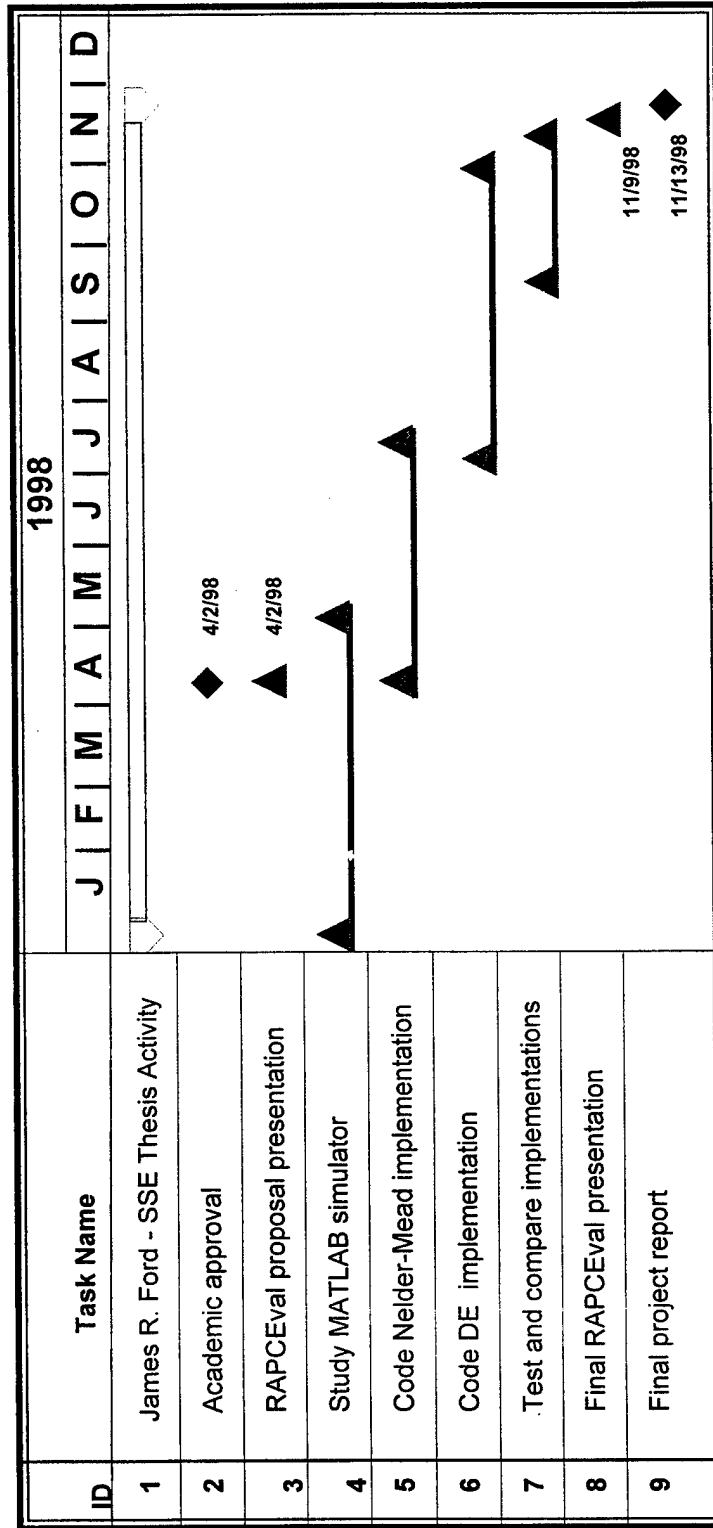 1998
ID Task Name J | F | M | A | M | J | J | A | S | O | N | D
1 James R. Ford - SSE Thesis Activity
2 Academic approval 4/2/98
3 RAPCEval proposal presentation 4/2/98
4 Study MATLAB simulator
5 Code Nelder-Mead implementation
6 Code DE implementation
7 Test and compare implementations
8 Final RAPCEval presentation 11/9/98
9 Final project report 11/13/98